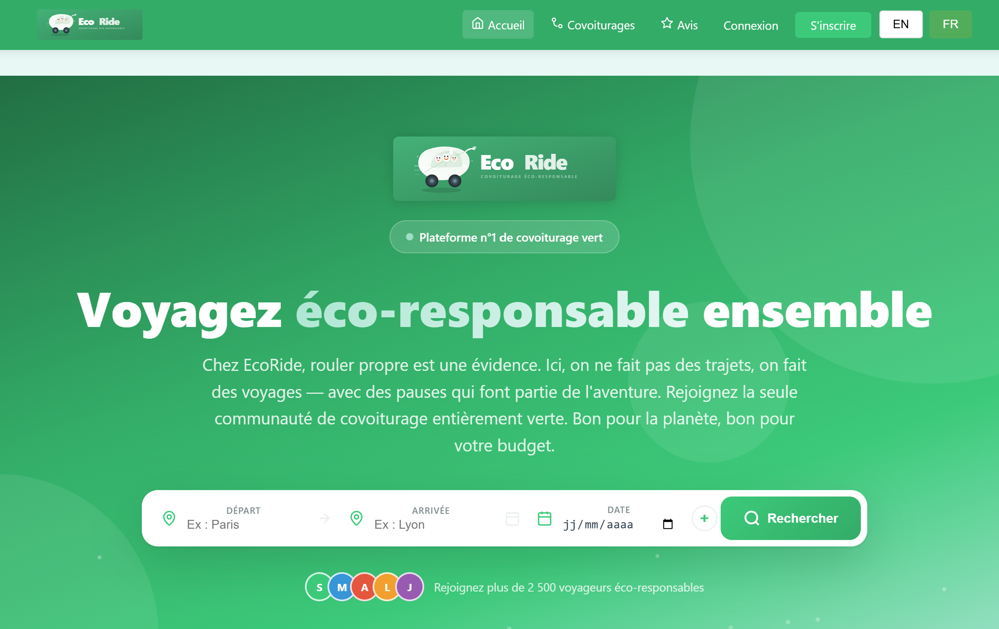 Eco Ride
COVOITURAGE ÉCO-RESPONSABLE
Accueil
Covoiturages
Avis
Connexion
S'inscrire
EN
FR
Eco Ride
COVOITURAGE ÉCO-RESPONSABLE
Plateforme n°1 de covoiturage vert
Voyagez éco-responsable ensemble
Chez EcoRide, rouler propre est une évidence. Ici, on ne fait pas des trajets, on fait
des voyages — avec des pauses qui font partie de l'aventure. Rejoignez la seule
communauté de covoiturage entièrement verte. Bon pour la planète, bon pour
votre budget.
DÉPART
Ex : Paris
ARRIVÉE
Ex : Lyon
DATE
jj/mm/aaaa
+
Rechercher
S M A L J
Rejoignez plus de 2 500 voyageurs éco-responsables